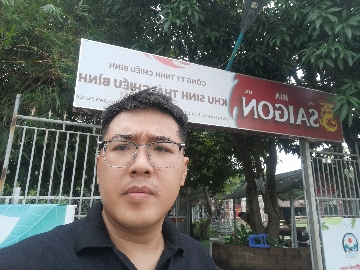 CÔNG TY TNHH CHIÊU BÌNH
KHU SINH THÁI CHIÊU BÌNH
BIA
SAIGON